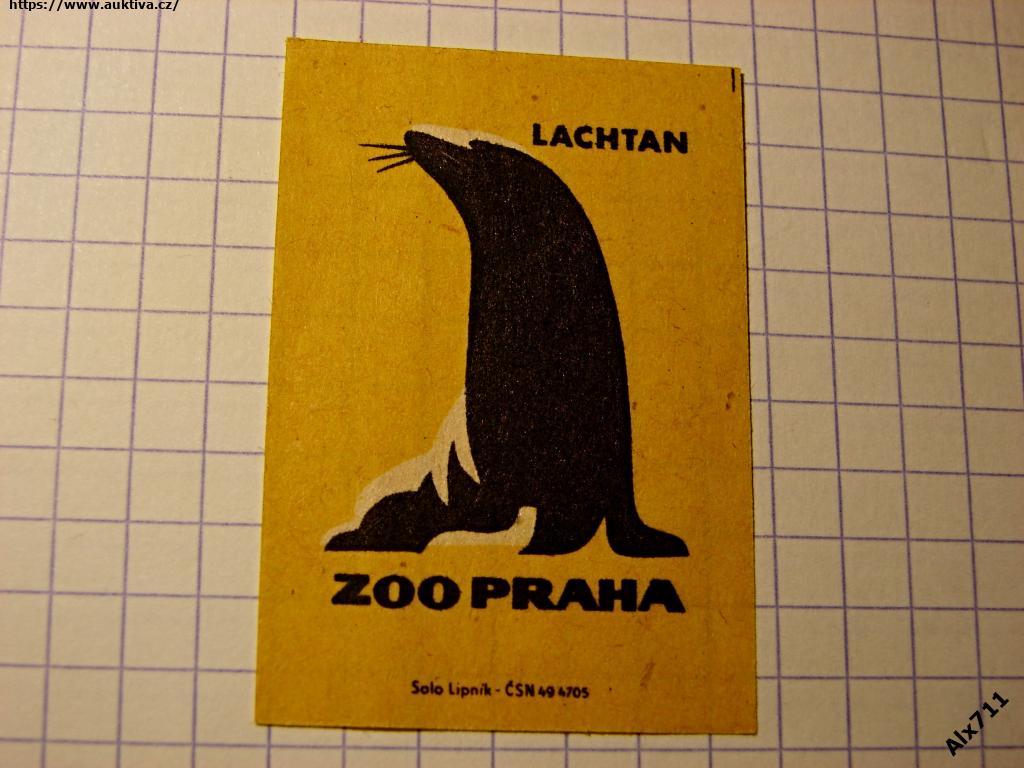 https://www.auktiva.cz/
LACHTAN
ZOO PRAHA
Solo Lipník - ČSN 49 4705
Alx711